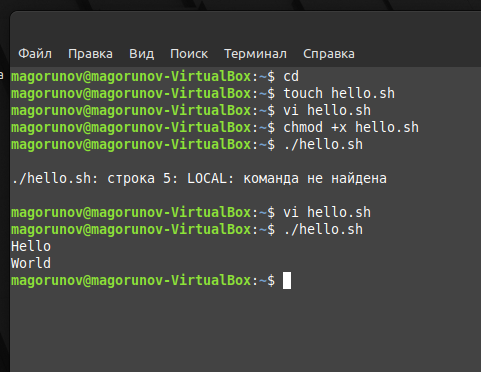 Файл Правка Вид Поиск Терминал Справка
а
magorunov@magorunov-VirtualBox:~$ cd
magorunov@magorunov-VirtualBox:~$ touch hello.sh
magorunov@magorunov-VirtualBox:~$ vi hello.sh
magorunov@magorunov-VirtualBox:~$ chmod +x hello.sh
magorunov@magorunov-VirtualBox:~$ ./hello.sh
./hello.sh: строка 5: LOCAL: команда не найдена
magorunov@magorunov-VirtualBox:~$ vi hello.sh
magorunov@magorunov-VirtualBox:~$ ./hello.sh
Hello
World
magorunov@magorunov-VirtualBox:~$